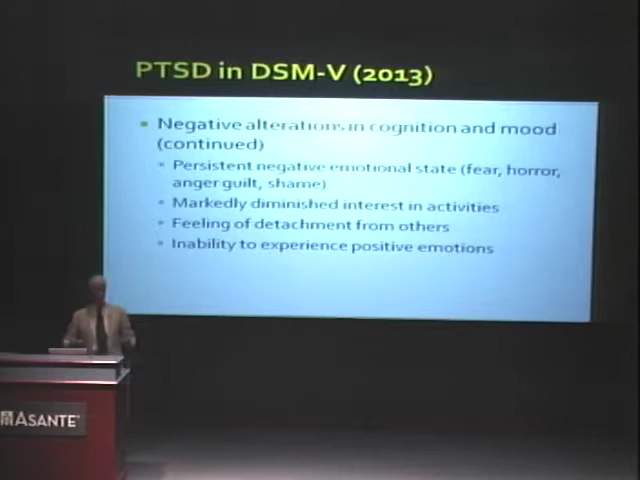 PTSD in DSM-V (2013)
Negative alterations in cognition and mood
(continued)
Persistent negative emotional state (fear, horror,
anger guilt, shame)
Markedly diminished interest in activities
Feeling of detachment from others
Inability to experience positive emotions
ASANTE